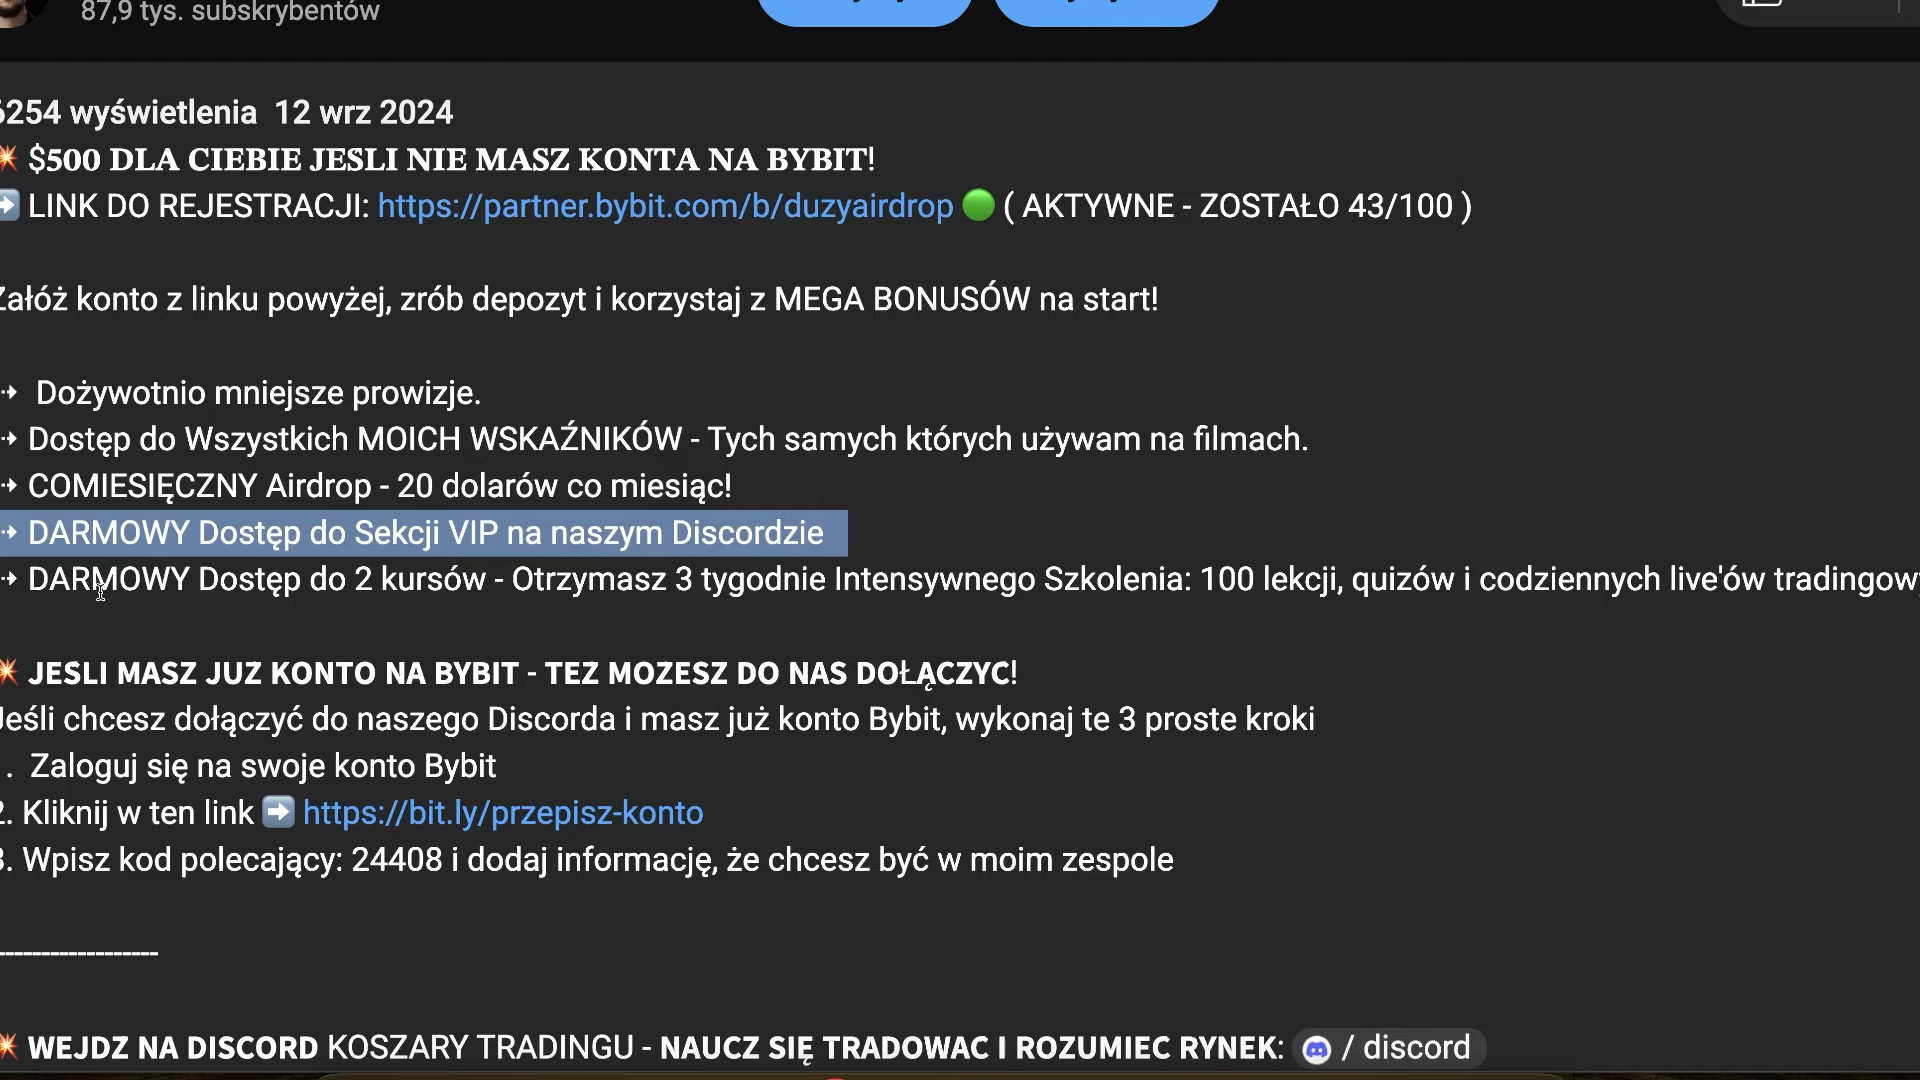 87,9 tys. subskrybentów
6254 wyświetlenia 12 wrz 2024
💥 $500 DLA CIEBIE JESLI NIE MASZ KONTA NA BYBIT!
➡️ LINK DO REJESTRACJI: https://partner.bybit.com/b/duzyairdrop 🟢 ( AKTYWNE - ZOSTAŁO 43/100 )
Załóż konto z linku powyżej, zrób depozyt i korzystaj z MEGA BONUSÓW na start!
⇢ Dożywotnio mniejsze prowizje.
⇢ Dostęp do Wszystkich MOICH WSKAŹNIKÓW - Tych samych których używam na filmach.
⇢ COMIESIĘCZNY Airdrop - 20 dolarów co miesiąc!
⇢ DARMOWY Dostęp do Sekcji VIP na naszym Discordzie
⇢ DARMOWY Dostęp do 2 kursów - Otrzymasz 3 tygodnie Intensywnego Szkolenia: 100 lekcji, quizów i codziennych live'ów
💥 JESLI MASZ JUZ KONTO NA BYBIT - TEZ MOZESZ DO NAS DOŁĄCZYC!
Jeśli chcesz dołączyć do naszego Discorda i masz już konto Bybit, wykonaj te 3 proste kroki
. Zaloguj się na swoje konto Bybit
2. Kliknij w ten link ➡️ https://bit.ly/przepisz-konto
3. Wpisz kod polecający: 24408 i dodaj informację, że chcesz być w moim zespole
------------------
💥 WEJDZ NA DISCORD KOSZARY TRADINGU - NAUCZ SIĘ TRADOWAC I ROZUMIEC RYNEK: / discord